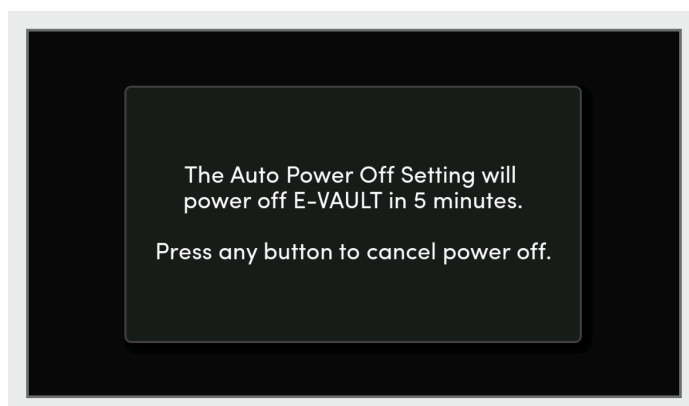 The Auto Power Off Setting will
power off E-VAULT in 5 minutes.
Press any button to cancel power off.